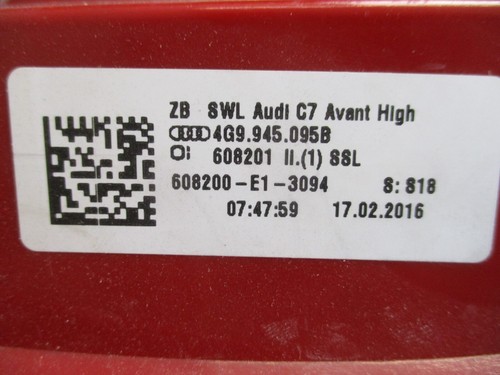 ZB SWL Audi C7 Avant High
4G9.945.095B
608201 II.(1) SSL
608200-E1-3094 S: S18
07:47:59 17.02.2016